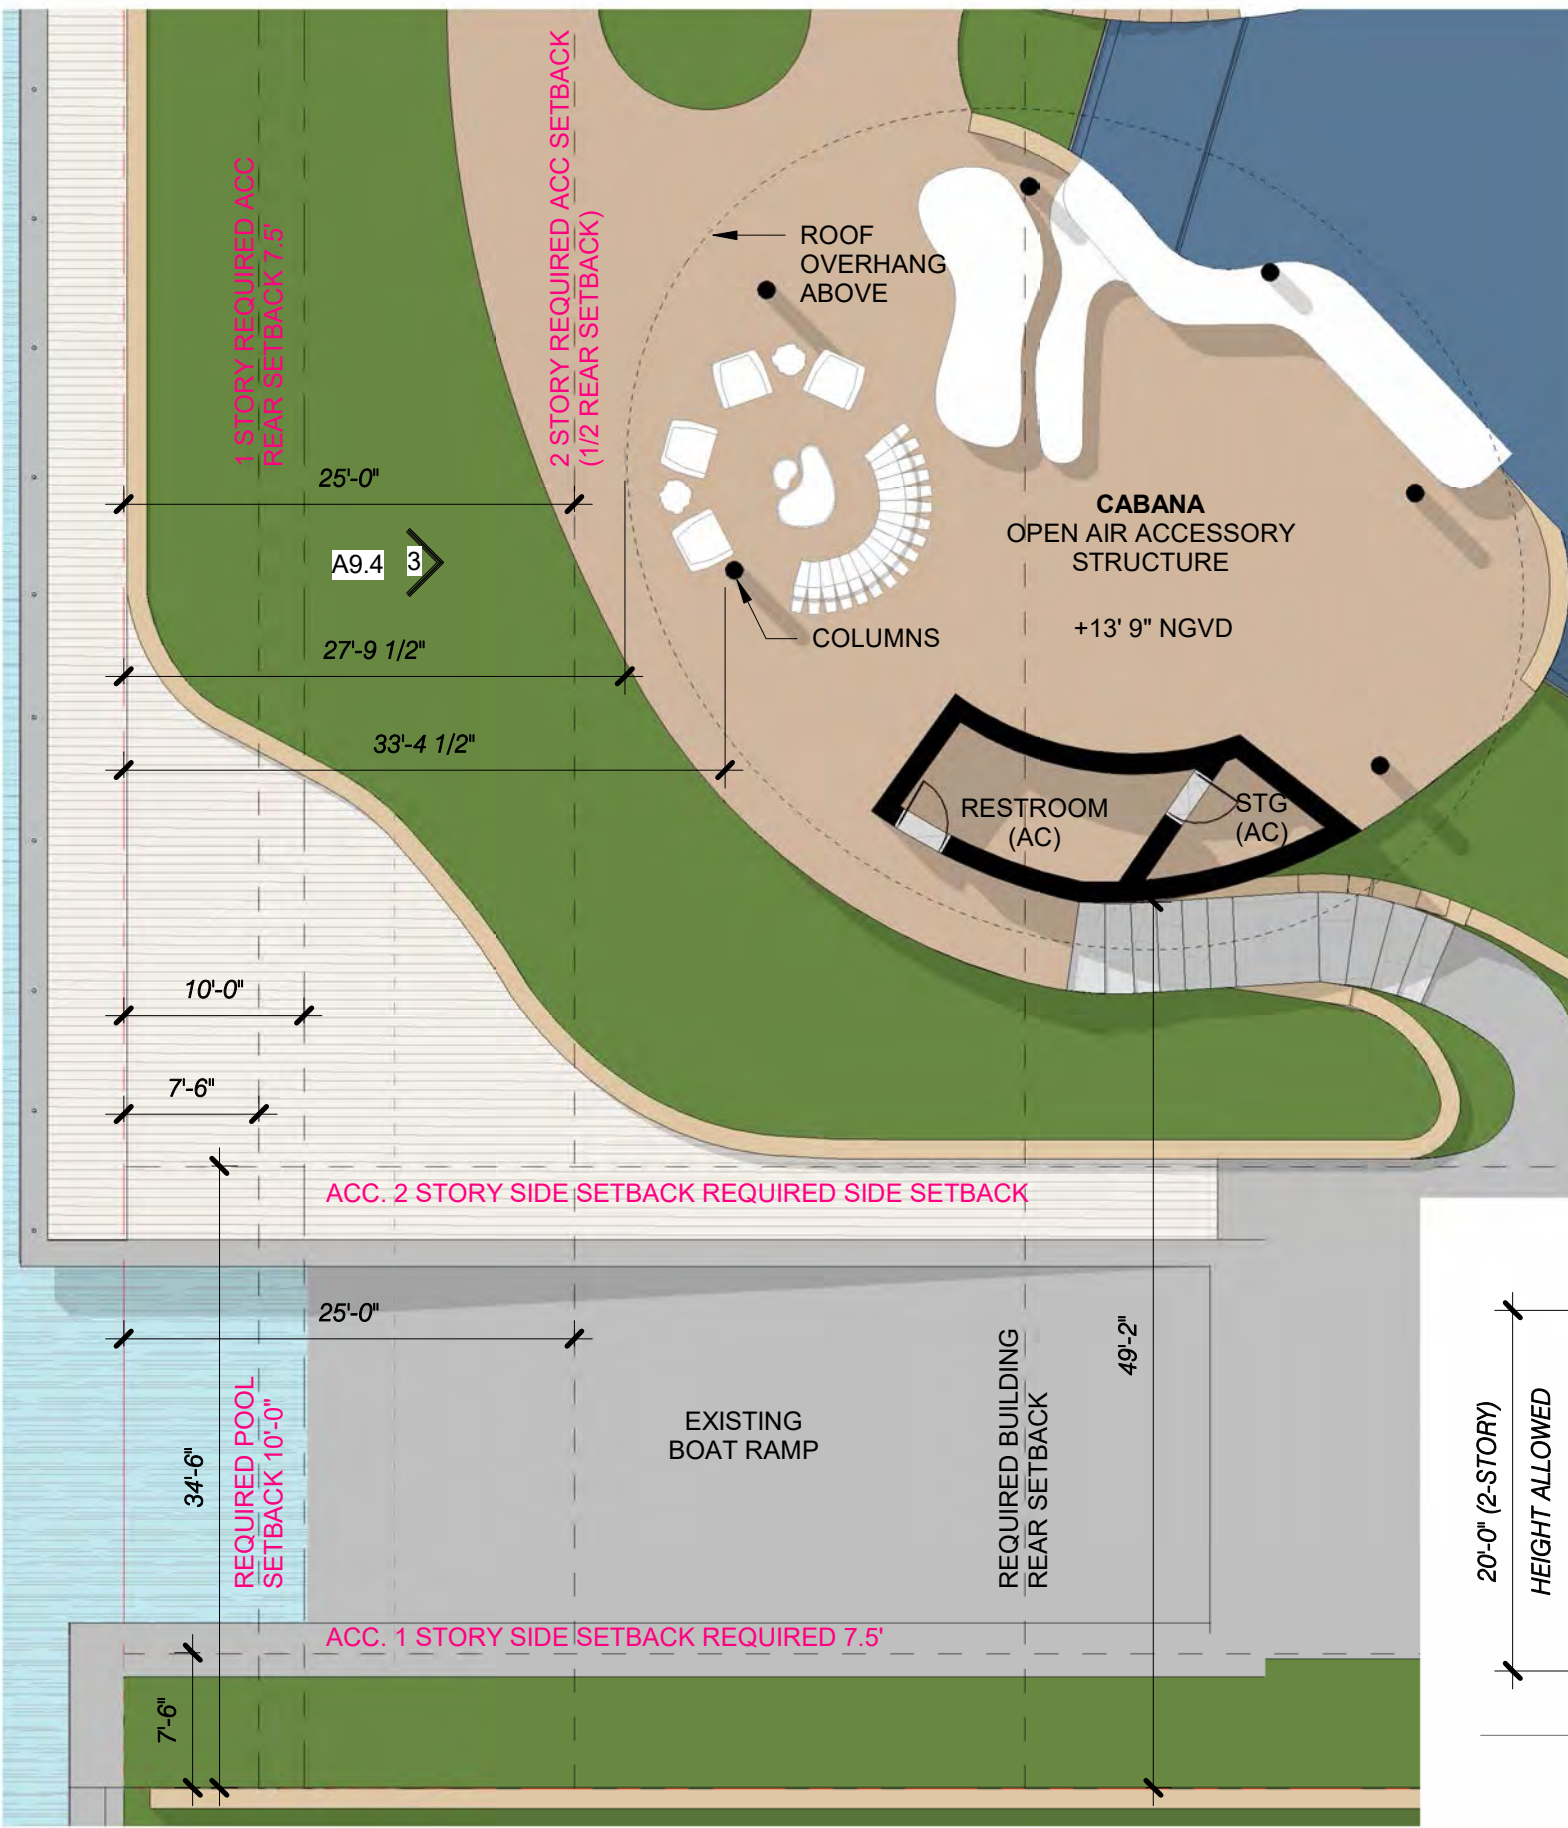 1 STORY REQUIRED ACC
REAR SETBACK 7.5'
2 STORY REQUIRED ACC SETBACK
(1/2 REAR SETBACK)
ROOF
OVERHANG
ABOVE
25'-0"
A9.4
3
CABANA
OPEN AIR ACCESSORY
STRUCTURE
+13' 9" NGVD
COLUMNS
27'-9 1/2"
33'-4 1/2"
RESTROOM
(AC)
STG
(AC)
10'-0"
7'-6"
ACC. 2 STORY SIDE SETBACK REQUIRED SIDE SETBACK
25'-0"
34'-6"
REQUIRED POOL
SETBACK 10'-0"
EXISTING
BOAT RAMP
REQUIRED BUILDING
REAR SETBACK
49'-2"
20'-0" (2-STORY)
HEIGHT ALLOWED
ACC. 1 STORY SIDE SETBACK REQUIRED 7.5'
7'-6"